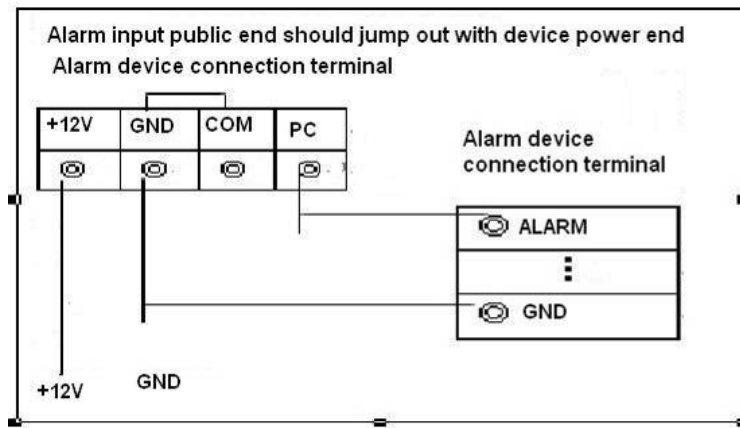 Alarm input public end should jump out with device power end
Alarm device connection terminal
+12V GND COM PC
Alarm device
connection terminal
ALARM
GND
+12V GND